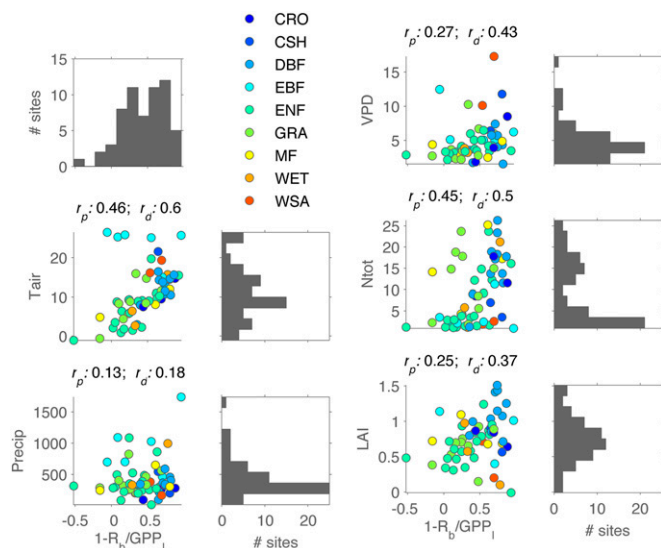 15
10
5
0
# sites
CRO
CSH
DBF
EBF
ENF
GRA
MF
WET
WSA
r_p: 0.27; r_d: 0.43
15
10
5
VPD
r_p: 0.46; r_d: 0.6
20
10
0
Tair
r_p: 0.45; r_d: 0.5
25
20
15
10
5
Ntot
r_p: 0.13; r_d: 0.18
1500
1000
500
Precip
-0.5 0 0.5
1-R_b/GPP_I
0 10 20
# sites
r_p: 0.25; r_d: 0.37
1.5
1
0.5
0
LAI
-0.5 0 0.5
1-R_b/GPP_I
0 10 20
# sites